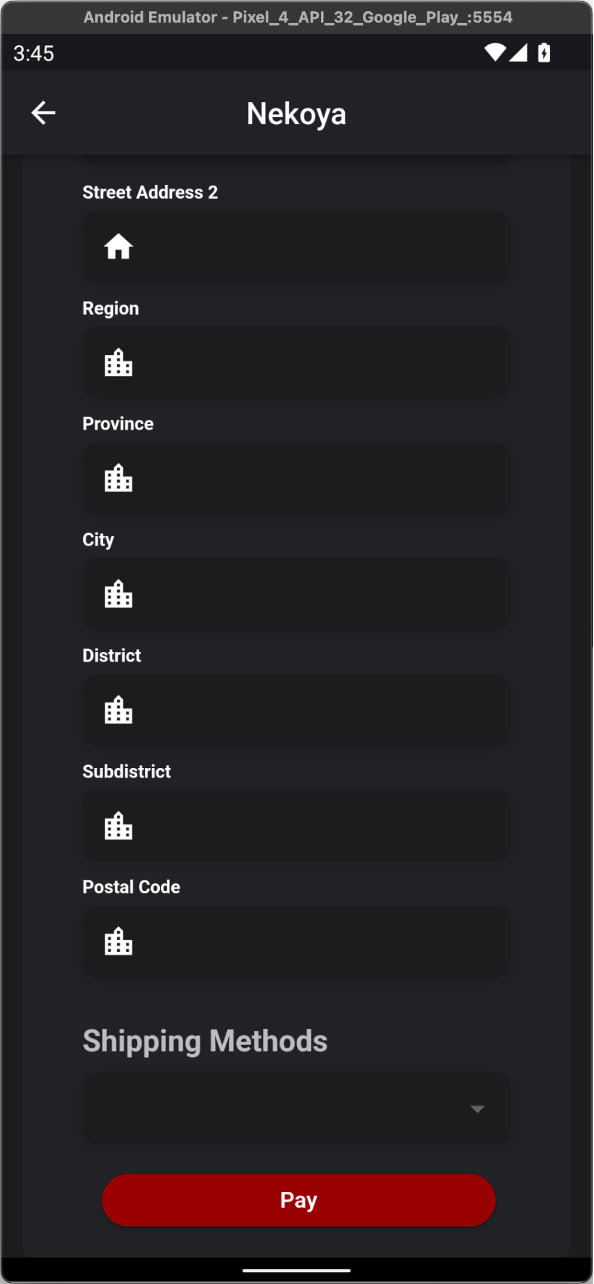 Android Emulator - Pixel_4_API_32_Google_Play_:5554
3:45
Nekoya
Street Address 2
Region
Province
City
District
Subdistrict
Postal Code
Shipping Methods
Pay